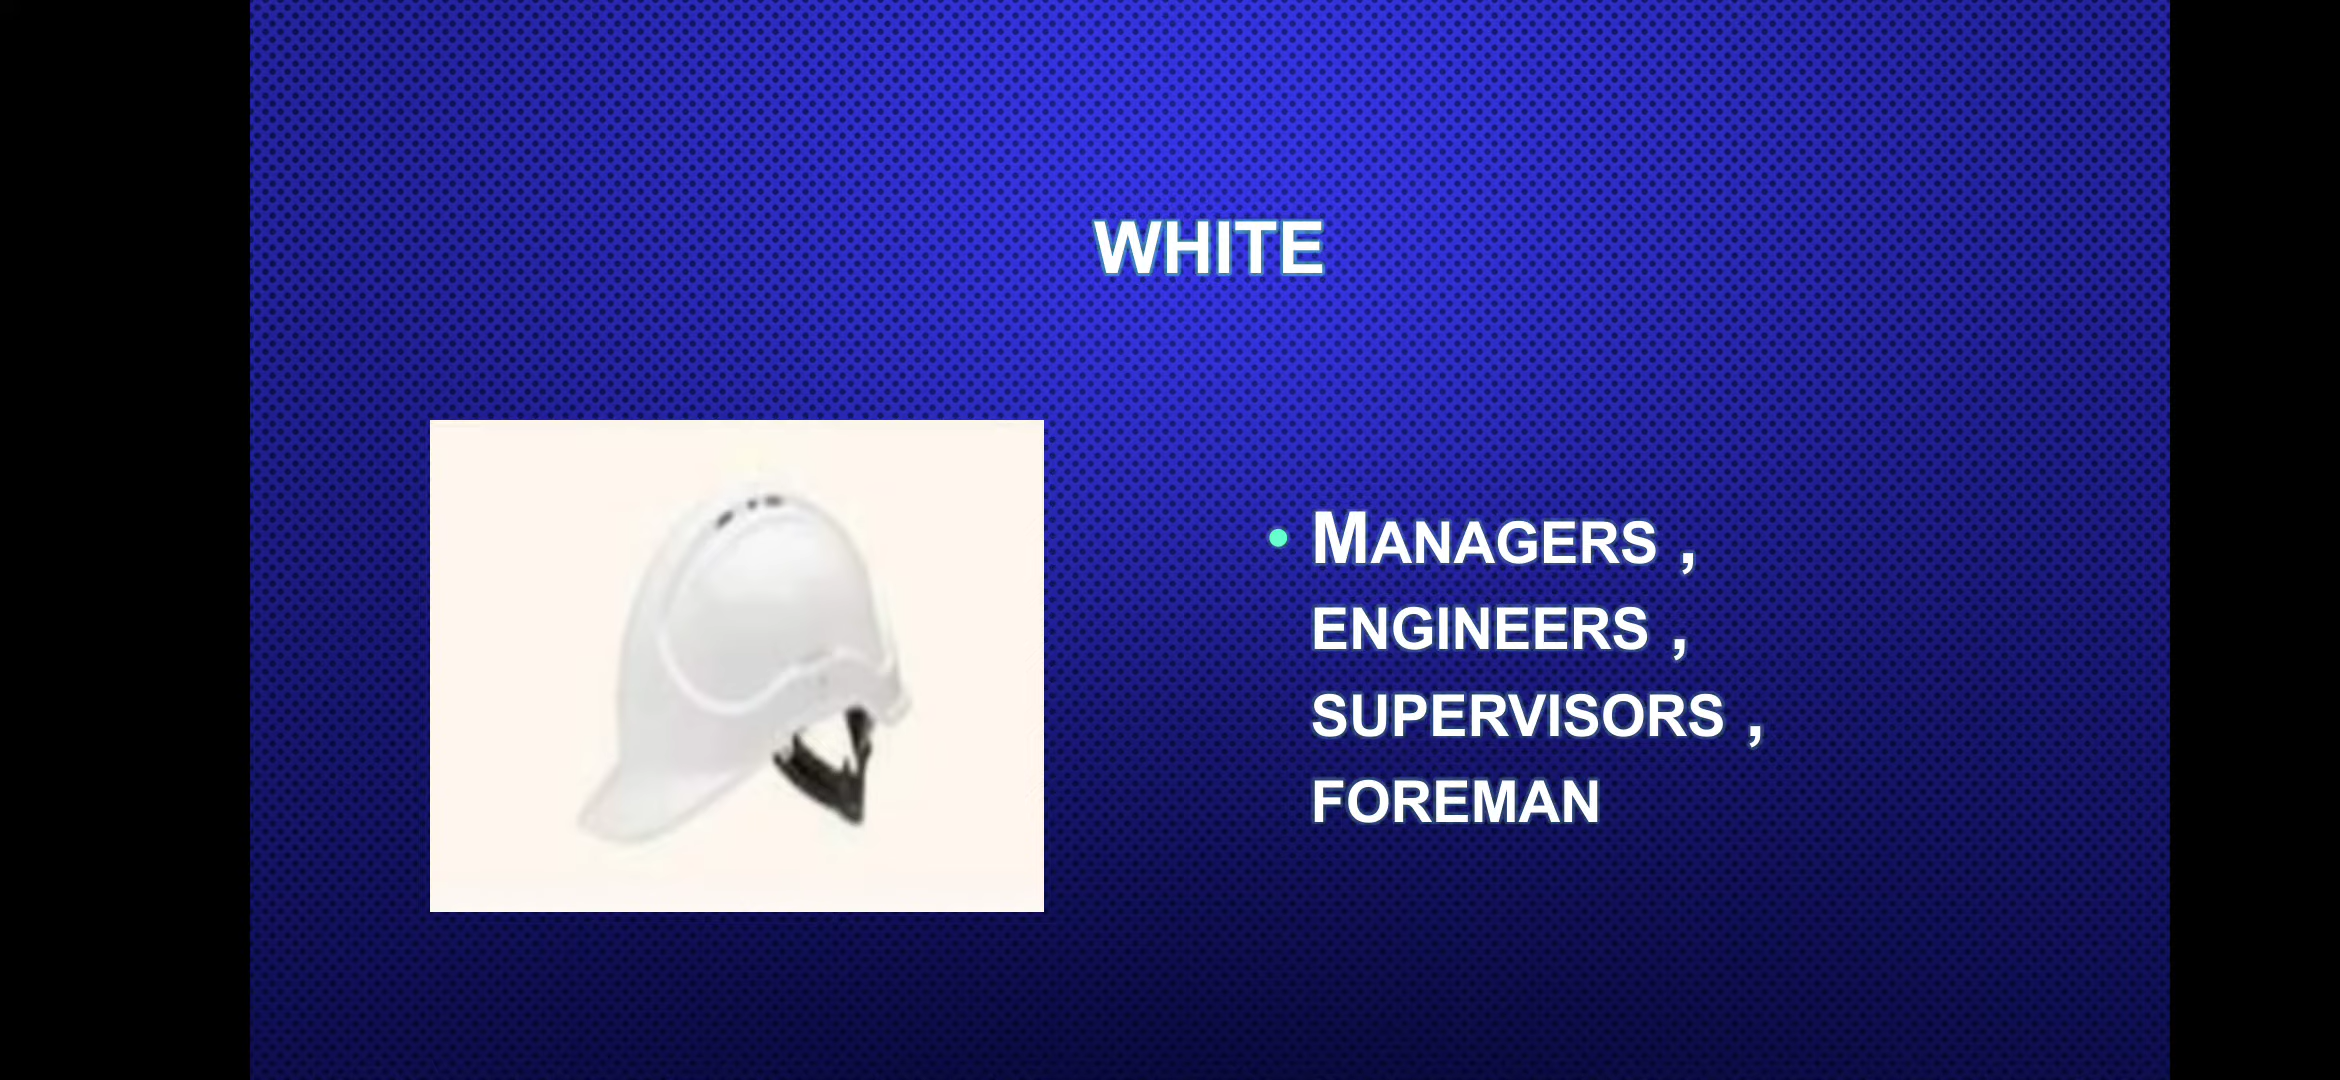 WHITE
• MANAGERS ,
ENGINEERS ,
SUPERVISORS ,
FOREMAN